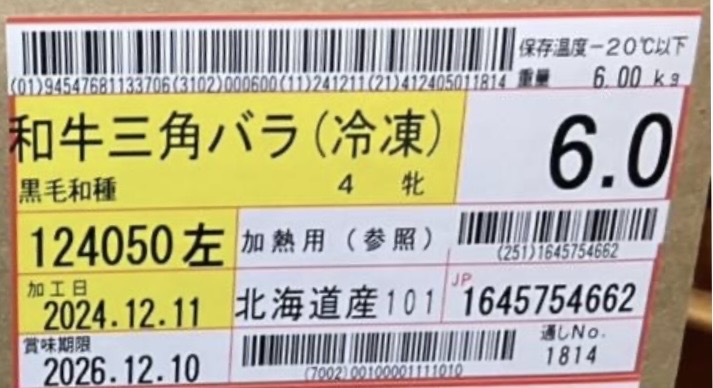 保存温度-20℃以下
(01)94547681133706(3102)000600(11)241211(21)412405011814
重量 6.00 kg
和牛三角バラ(冷凍)
6.0
黒毛和種 4 牝
124050左
加熱用(参照)
(251)1645754662
加工日
2024.12.11
北海道産101
JP
1645754662
賞味期限
2026.12.10
(7002)00100001111010
通しNo.
1814